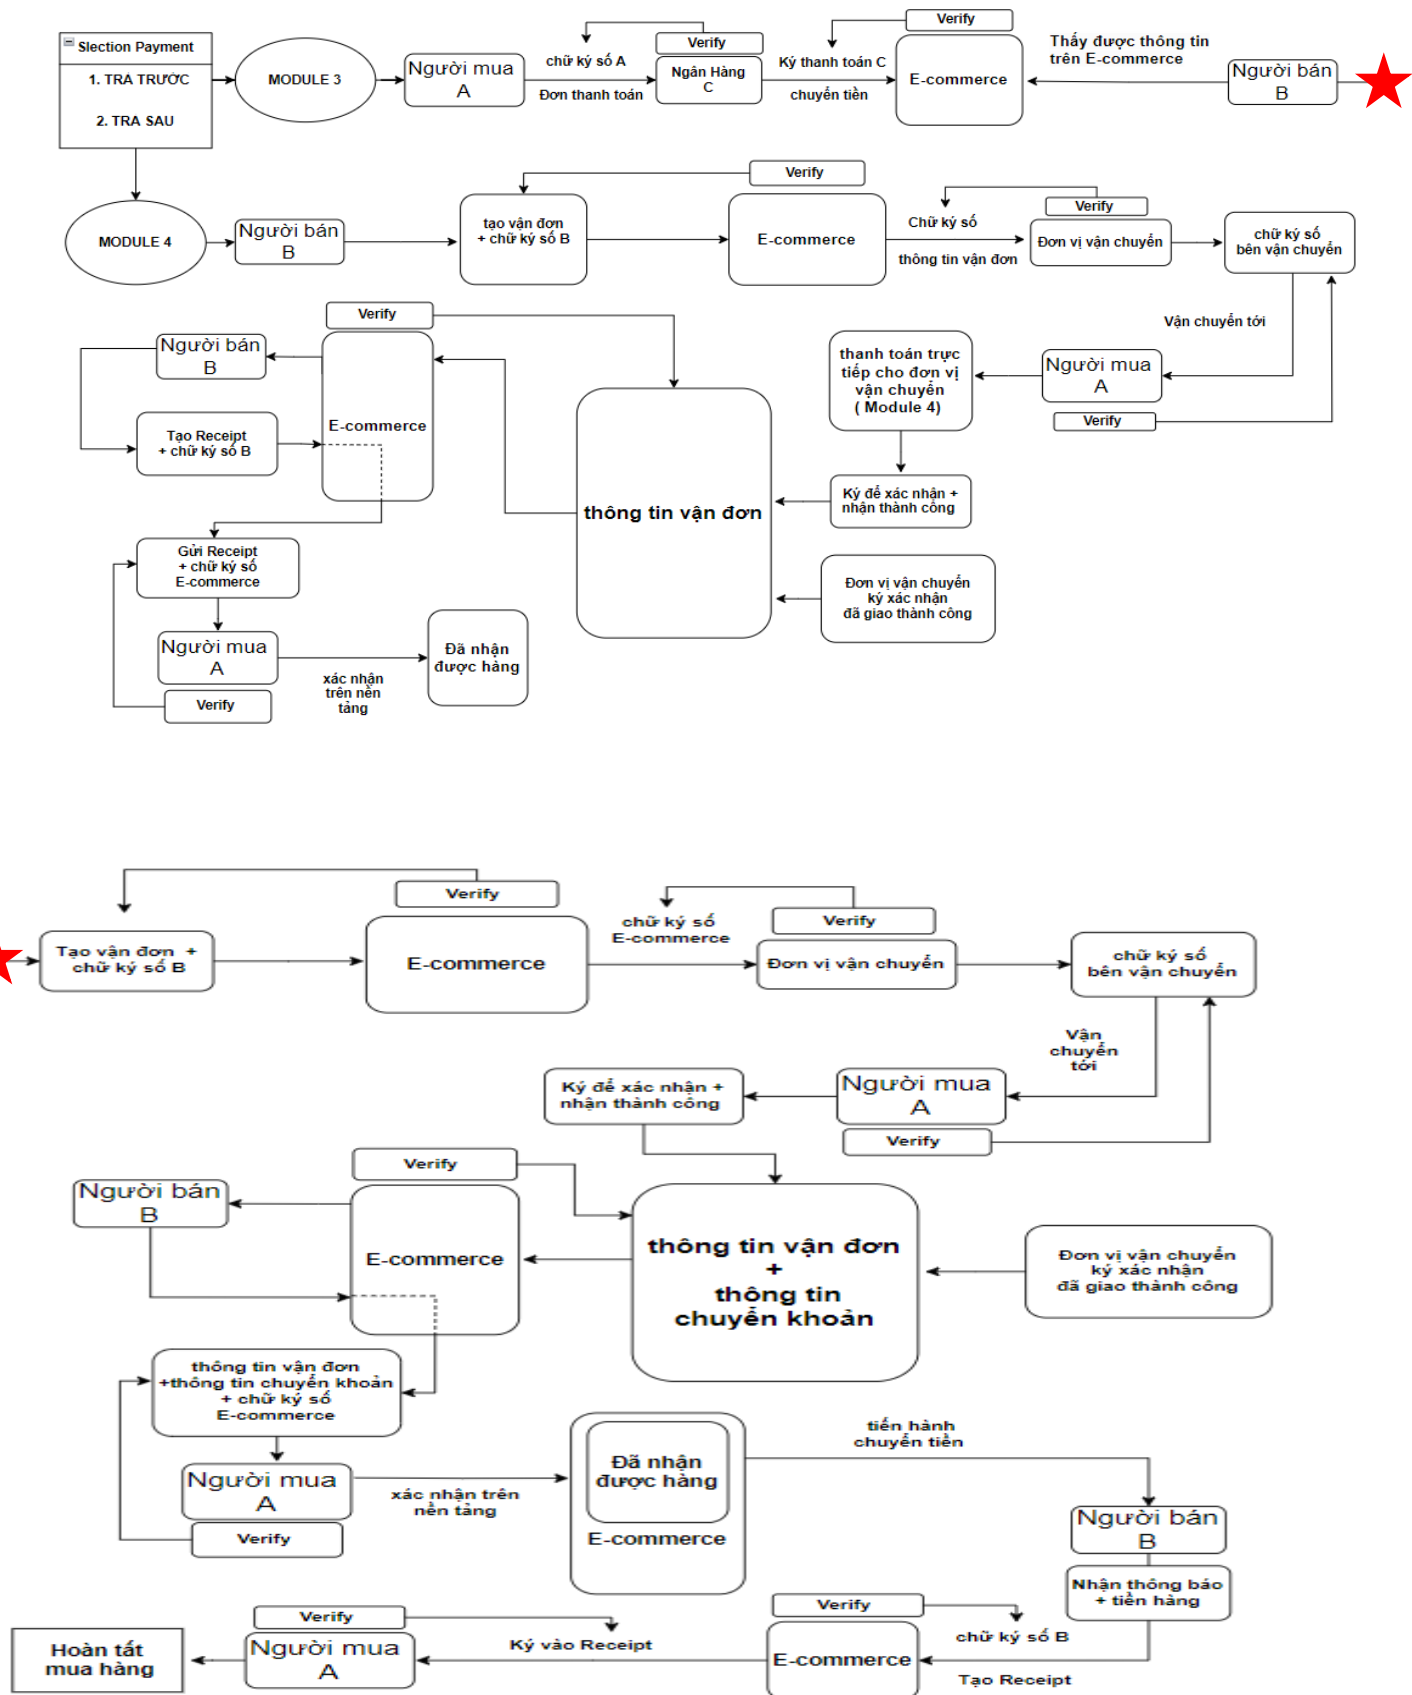 Slection Payment
1. TRẢ TRƯỚC
2. TRẢ SAU
MODULE 3
Người mua
A
chữ ký số A
Đơn thanh toán
Verify
Ngân Hàng
C
Ký thanh toán C
chuyển tiền
Verify
E-commerce
Thấy được thông tin
trên E-commerce
Người bán
B
MODULE 4
Người bán
B
tạo vận đơn
+ chữ ký số B
Verify
E-commerce
Chữ ký số
thông tin vận đơn
Verify
Đơn vị vận chuyển
chữ ký số
bên vận chuyển
Vận chuyển tới
Người mua
A
Verify
thanh toán trực
tiếp cho đơn vị
vận chuyển
( Module 4)
Ký để xác nhận +
nhận thành công
Đơn vị vận chuyển
ký xác nhận
đã giao thành công
thông tin vận đơn
Verify
E-commerce
Người bán
B
Tạo Receipt
+ chữ ký số B
Gửi Receipt
+ chữ ký số
E-commerce
Người mua
A
Verify
xác nhận
trên nền
tảng
Đã nhận
được hàng
Tạo vận đơn +
chữ ký số B
Verify
E-commerce
chữ ký số
E-commerce
Verify
Đơn vị vận chuyển
chữ ký số
bên vận chuyển
Vận
chuyển
tới
Người mua
A
Verify
Ký để xác nhận +
nhận thành công
thông tin vận đơn
+
thông tin
chuyển khoản
Đơn vị vận chuyển
ký xác nhận
đã giao thành công
Verify
E-commerce
Người bán
B
thông tin vận đơn
+thông tin chuyển khoản
+ chữ ký số
E-commerce
Người mua
A
Verify
xác nhận trên
nền tảng
Đã nhận
được hàng
E-commerce
tiến hành
chuyển tiền
Người bán
B
Nhận thông báo
+ tiền hàng
Tạo Receipt
chữ ký số B
Verify
E-commerce
Ký vào Receipt
Verify
Người mua
A
Hoàn tất
mua hàng